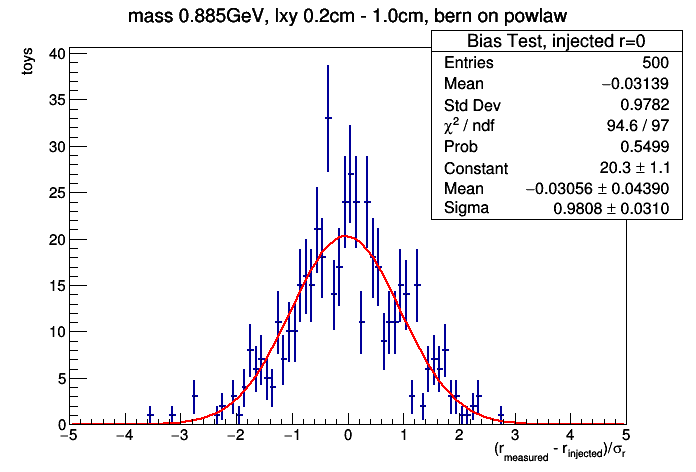 mass 0.885GeV, lxy 0.2cm - 1.0cm, bern on powlaw
Bias Test, injected r=0
Entries 500
Mean −0.03139
Std Dev 0.9782
χ² / ndf 94.6 / 97
Prob 0.5499
Constant 20.3 ± 1.1
Mean −0.03056 ± 0.04390
Sigma 0.9808 ± 0.0310
toys
40
35
30
25
20
15
10
5
0
−5 −4 −3 −2 −1 0 1 2 3 4 5
(r_measured - r_injected)/σ_r